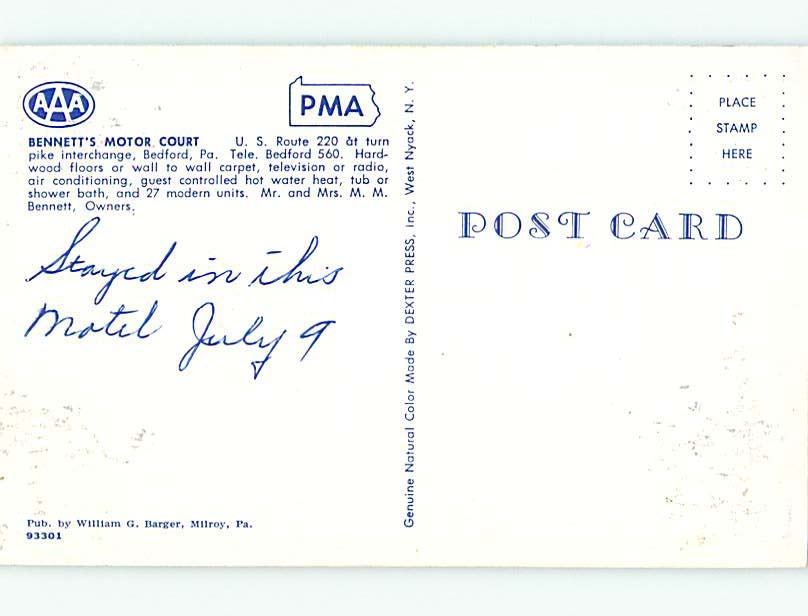 AAA
PMA
BENNETT'S MOTOR COURT U. S. Route 220 at turn
pike interchange, Bedford, Pa. Tele. Bedford 560. Hard-
wood floors or wall to wall carpet, television or radio,
air conditioning, guest controlled hot water heat, tub or
shower bath, and 27 modern units. Mr. and Mrs. M. M.
Bennett, Owners.
Stayed in this
Motel July 9
Pub. by William G. Barger, Milroy, Pa.
93301
Genuine Natural Color Made By DEXTER PRESS, Inc., West Nyack, N. Y.
PLACE
STAMP
HERE
POST CARD